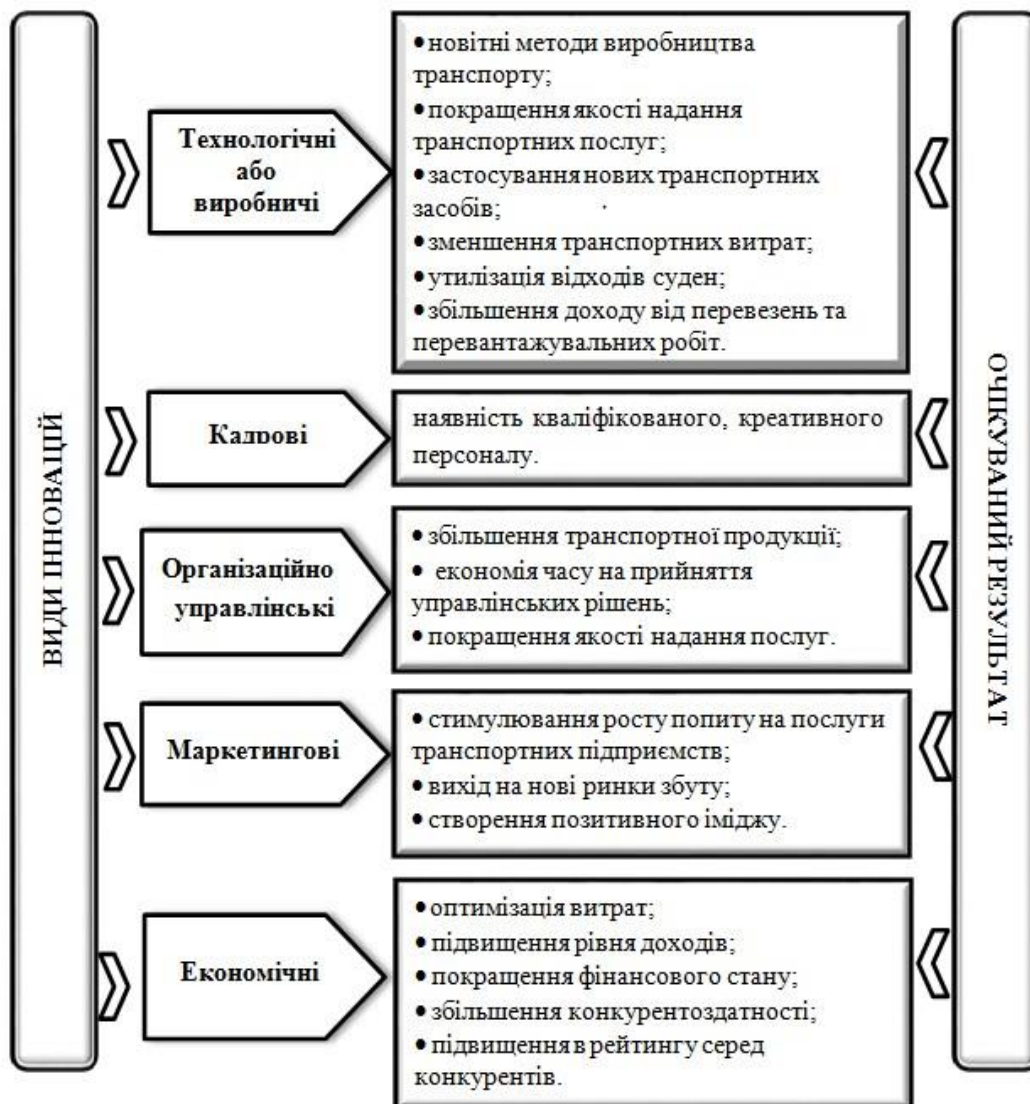 ВИДИ ІННОВАЦІЙ
Технологічні
або
виробничі
• новітні методи виробництва
транспорту;
• покращення якості надання
транспортних послуг;
• застосування нових транспортних
засобів;
• зменшення транспортних витрат;
• утилізація відходів суден;
• збільшення доходу від перевезень та
перевантажувальних робіт.
Кадрові
наявність кваліфікованого, креативного
персоналу.
Організаційно
управлінські
• збільшення транспортної продукції;
• економія часу на прийняття
управлінських рішень;
• покращення якості надання послуг.
Маркетингові
• стимулювання росту попиту на послуги
транспортних підприємств;
• вихід на нові ринки збуту;
• створення позитивного іміджу.
Економічні
• оптимізація витрат;
• підвищення рівня доходів;
• покращення фінансового стану;
• збільшення конкурентоздатності;
• підвищення в рейтингу серед
конкурентів.
ОЧІКУВАНИЙ РЕЗУЛЬТАТ